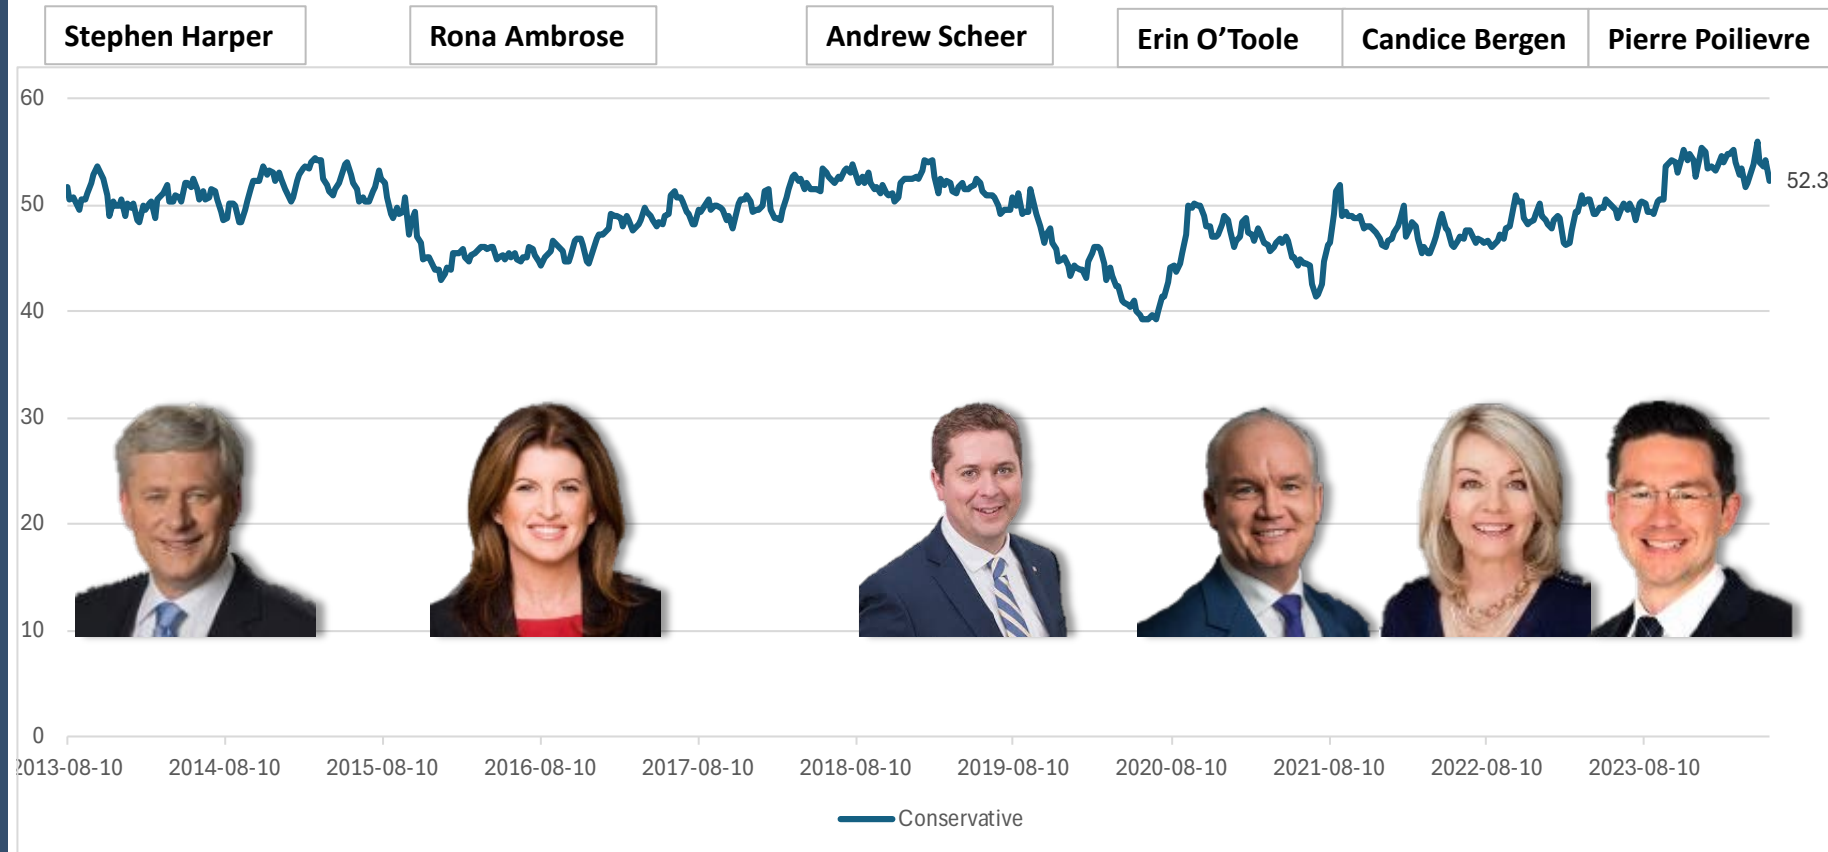 Stephen Harper
Rona Ambrose
Andrew Scheer
Erin O'Toole
Candice Bergen
Pierre Poilievre
60
50
40
30
20
10
0
52.3
2013-08-10
2014-08-10
2015-08-10
2016-08-10
2017-08-10
2018-08-10
2019-08-10
2020-08-10
2021-08-10
2022-08-10
2023-08-10
Conservative